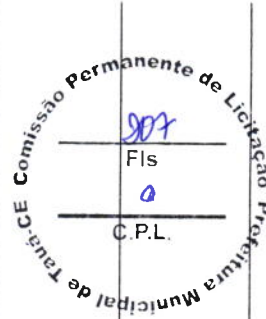 Comissão Permanente de Licitação Prefeitura Municipal de Tauá-CE
907
Fls
C.P.L.